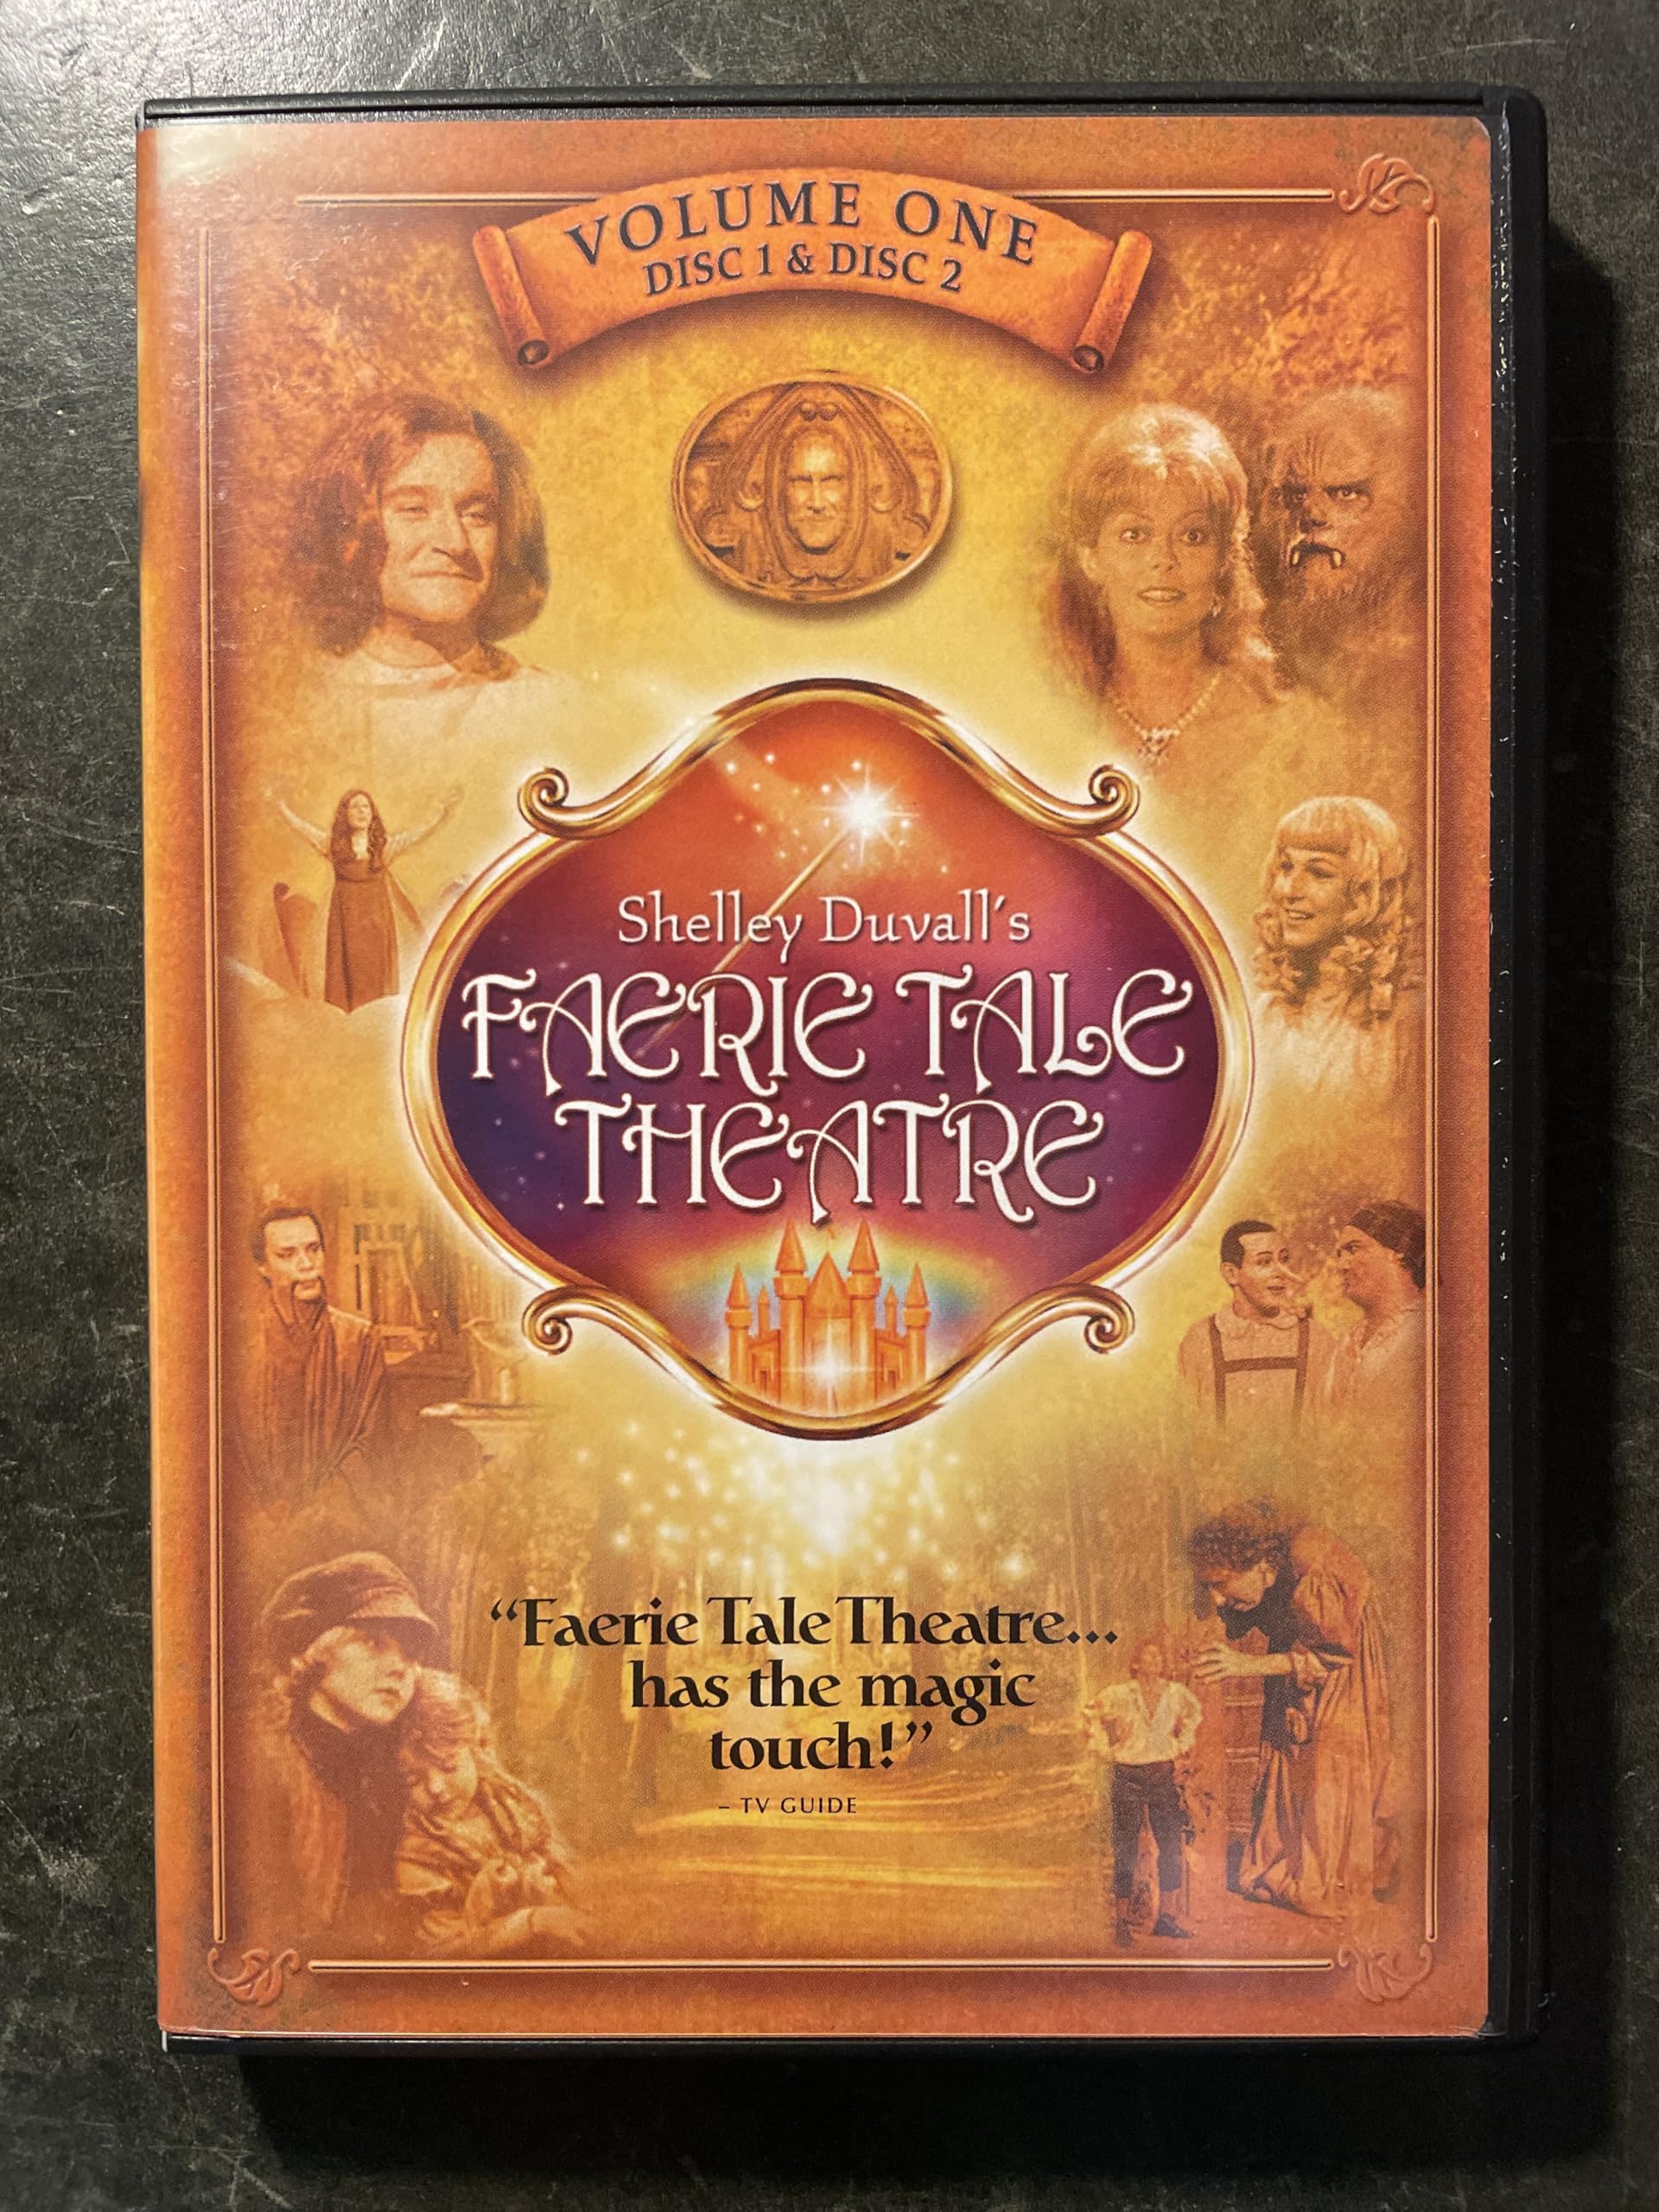 VOLUME ONE
DISC 1 & DISC 2
Shelley Duvall's
FAERIE TALE
THEATRE
“Faerie Tale Theatre...
has the magic
touch!”
– TV GUIDE